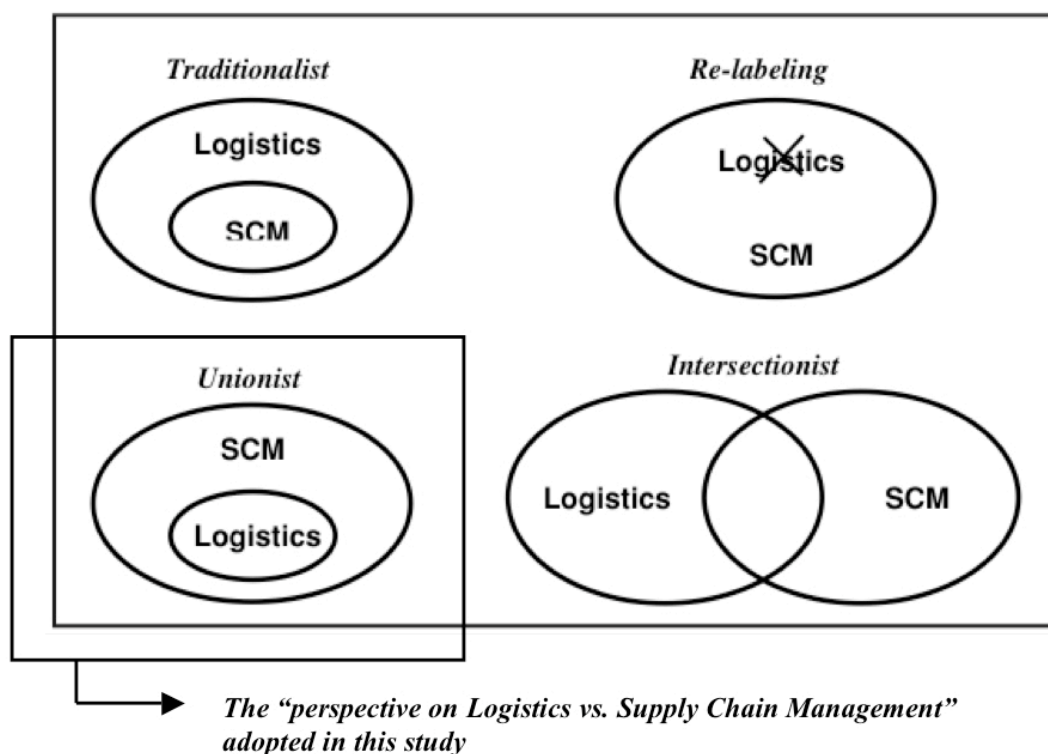 Traditionalist
Logistics
SCM
Re-labeling
Logistics
SCM
Unionist
SCM
Logistics
Intersectionist
Logistics
SCM
The “perspective on Logistics vs. Supply Chain Management”
adopted in this study